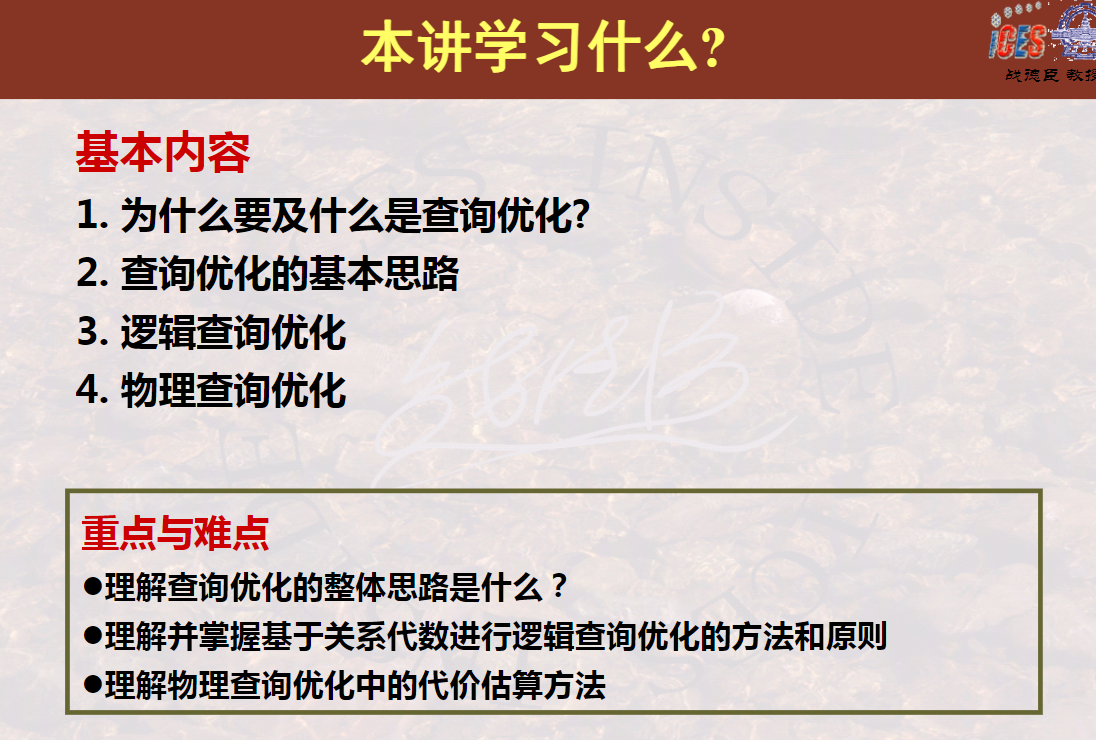 本讲学习什么?
iCES
战德臣 教授
基本内容
1. 为什么要及什么是查询优化?
2. 查询优化的基本思路
3. 逻辑查询优化
4. 物理查询优化
重点与难点
●理解查询优化的整体思路是什么？
●理解并掌握基于关系代数进行逻辑查询优化的方法和原则
●理解物理查询优化中的代价估算方法